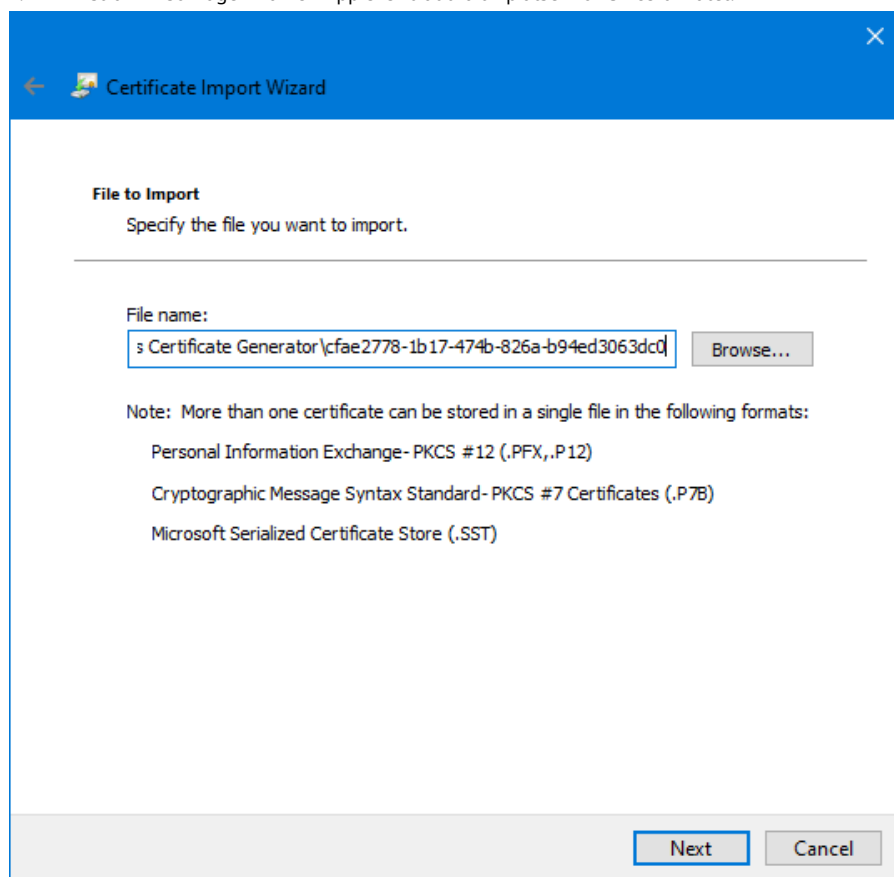 Certificate Import Wizard
File to Import
Specify the file you want to import.
File name:
s Certificate Generator\cfae2778-1b17-474b-826a-b94ed3063dc0
Browse...
Note: More than one certificate can be stored in a single file in the following formats:
Personal Information Exchange- PKCS #12 (.PFX,.P12)
Cryptographic Message Syntax Standard- PKCS #7 Certificates (.P7B)
Microsoft Serialized Certificate Store (.SST)
Next
Cancel